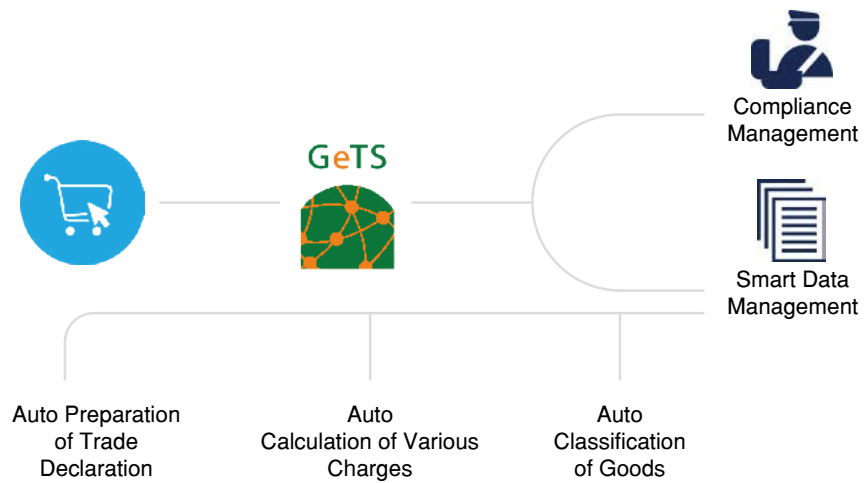 GeTS
Compliance
Management
Smart Data
Management
Auto Preparation
of Trade
Declaration
Auto
Calculation of Various
Charges
Auto
Classification
of Goods